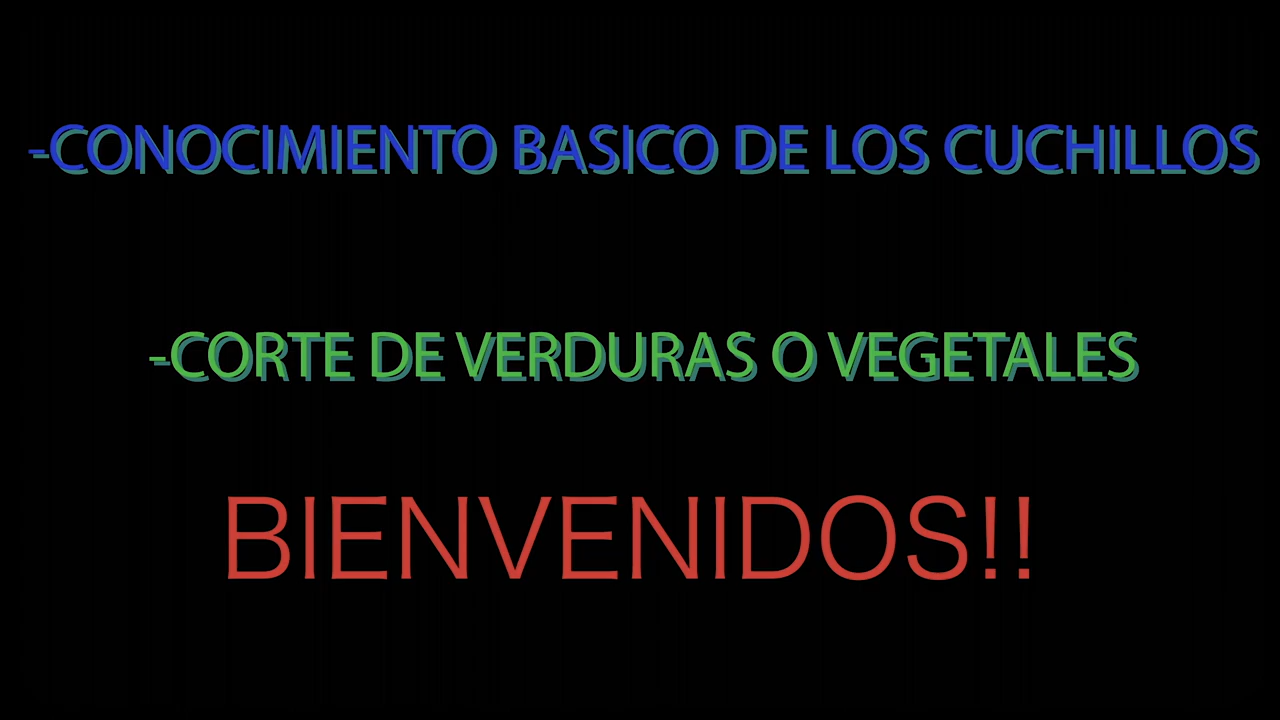 -CONOCIMIENTO BASICO DE LOS CUCHILLOS
-CORTE DE VERDURAS O VEGETALES
BIENVENIDOS!!